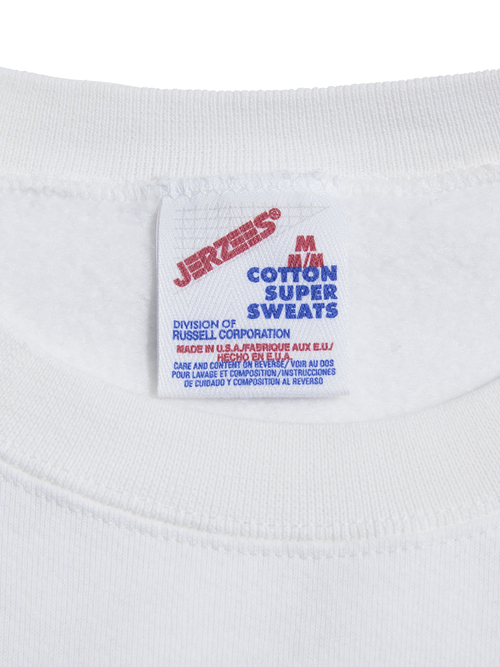 JERZEES®
M
M/M
COTTON
SUPER
SWEATS
DIVISION OF
RUSSELL CORPORATION
MADE IN U.S.A./FABRIQUE AUX E.U./
HECHO EN E.U.A.
CARE AND CONTENT ON REVERSE/ VOIR AU DOS
POUR LAVAGE ET COMPOSITION/INSTRUCCIONES
DE CUIDADO Y COMPOSITION AL REVERSO